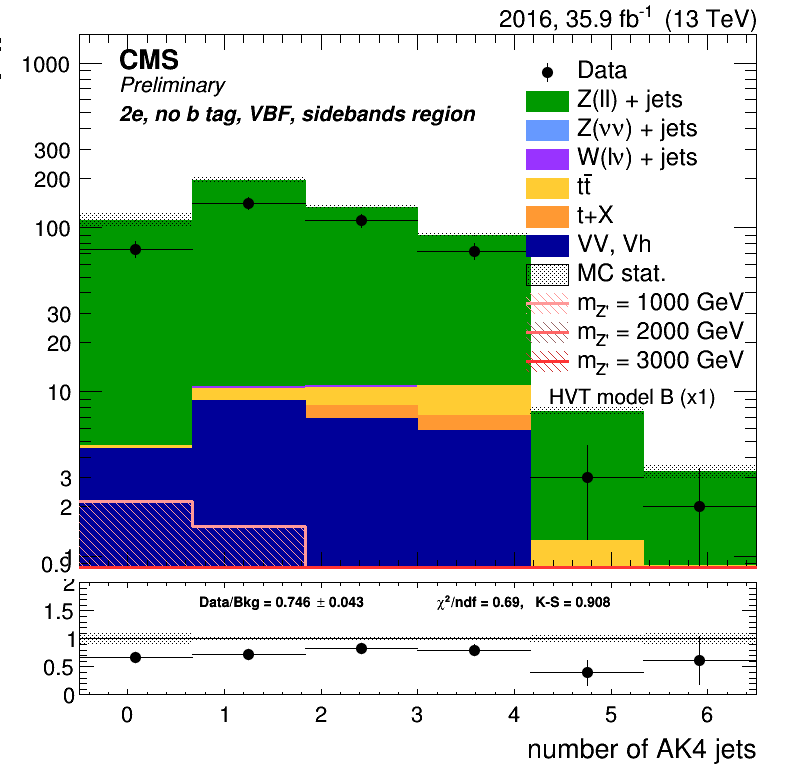 2016, 35.9 fb⁻¹ (13 TeV)
CMS
Preliminary
2e, no b tag, VBF, sidebands region
Data
Z(ll) + jets
Z(νν) + jets
W(lν) + jets
tt̄
t+X
VV, Vh
MC stat.
m_Z' = 1000 GeV
m_Z' = 2000 GeV
m_Z' = 3000 GeV
HVT model B (x1)
1000
300
200
100
30
20
10
3
2
1
0.9
Data/Bkg = 0.746 ± 0.043 χ²/ndf = 0.69, K-S = 0.908
2
1.5
1
0.5
0
0 1 2 3 4 5 6
number of AK4 jets